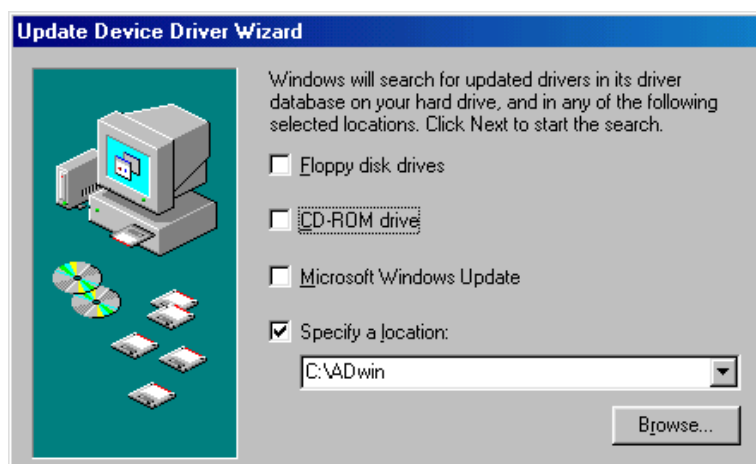 Update Device Driver Wizard
Windows will search for updated drivers in its driver
database on your hard drive, and in any of the following
selected locations. Click Next to start the search.
Floppy disk drives
CD-ROM drive
Microsoft Windows Update
Specify a location:
C:\ADwin
Browse...